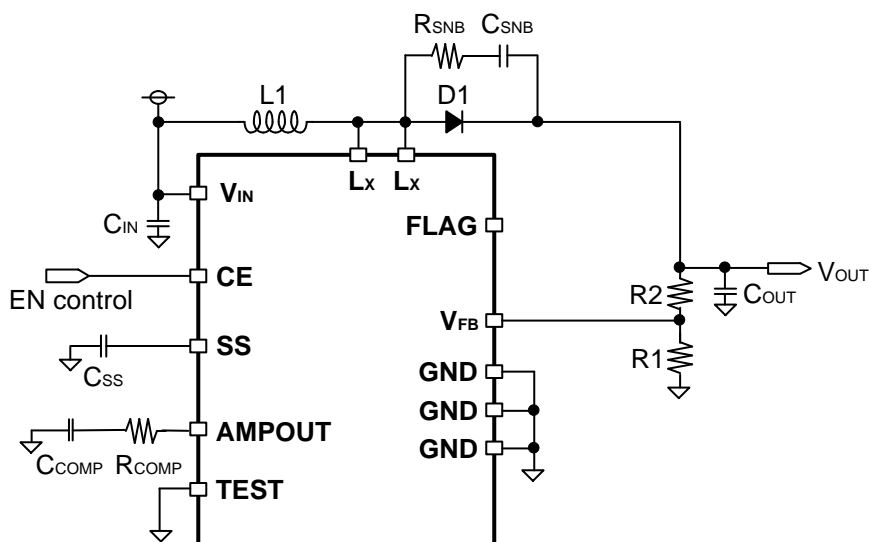 RSNB CSNB
L1
D1
LX LX
VIN
CIN
FLAG
CE
EN control
VOUT
R2
COUT
VFB
SS
CSS
R1
GND
GND
AMPOUT
GND
CCOMP RCOMP
TEST